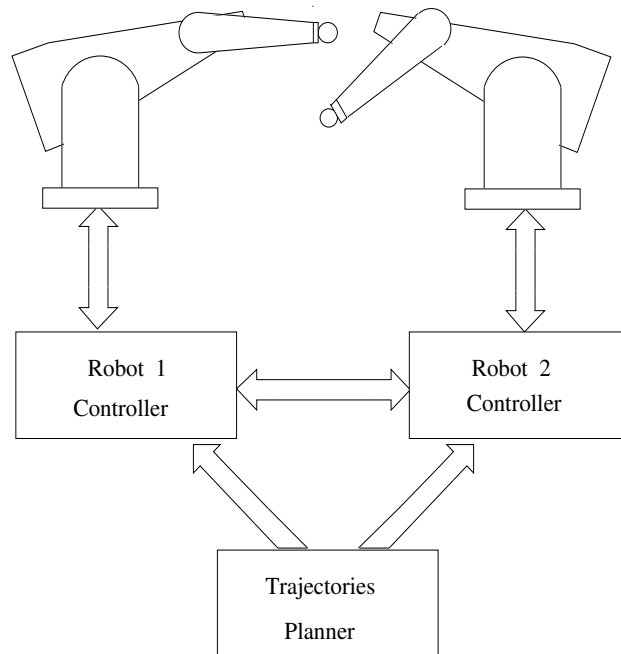 Robot 1
Controller
Robot 2
Controller
Trajectories
Planner